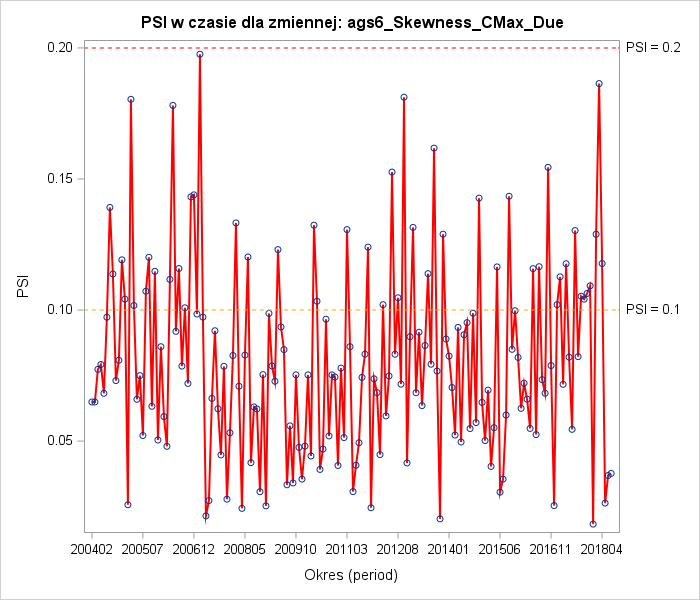 PSI w czasie dla zmiennej: ags6_Skewness_CMax_Due
0.20
PSI = 0.2
0.15
PSI
0.10
PSI = 0.1
0.05
200402 200507 200612 200805 200910 201103 201208 201401 201506 201611 201804
Okres (period)